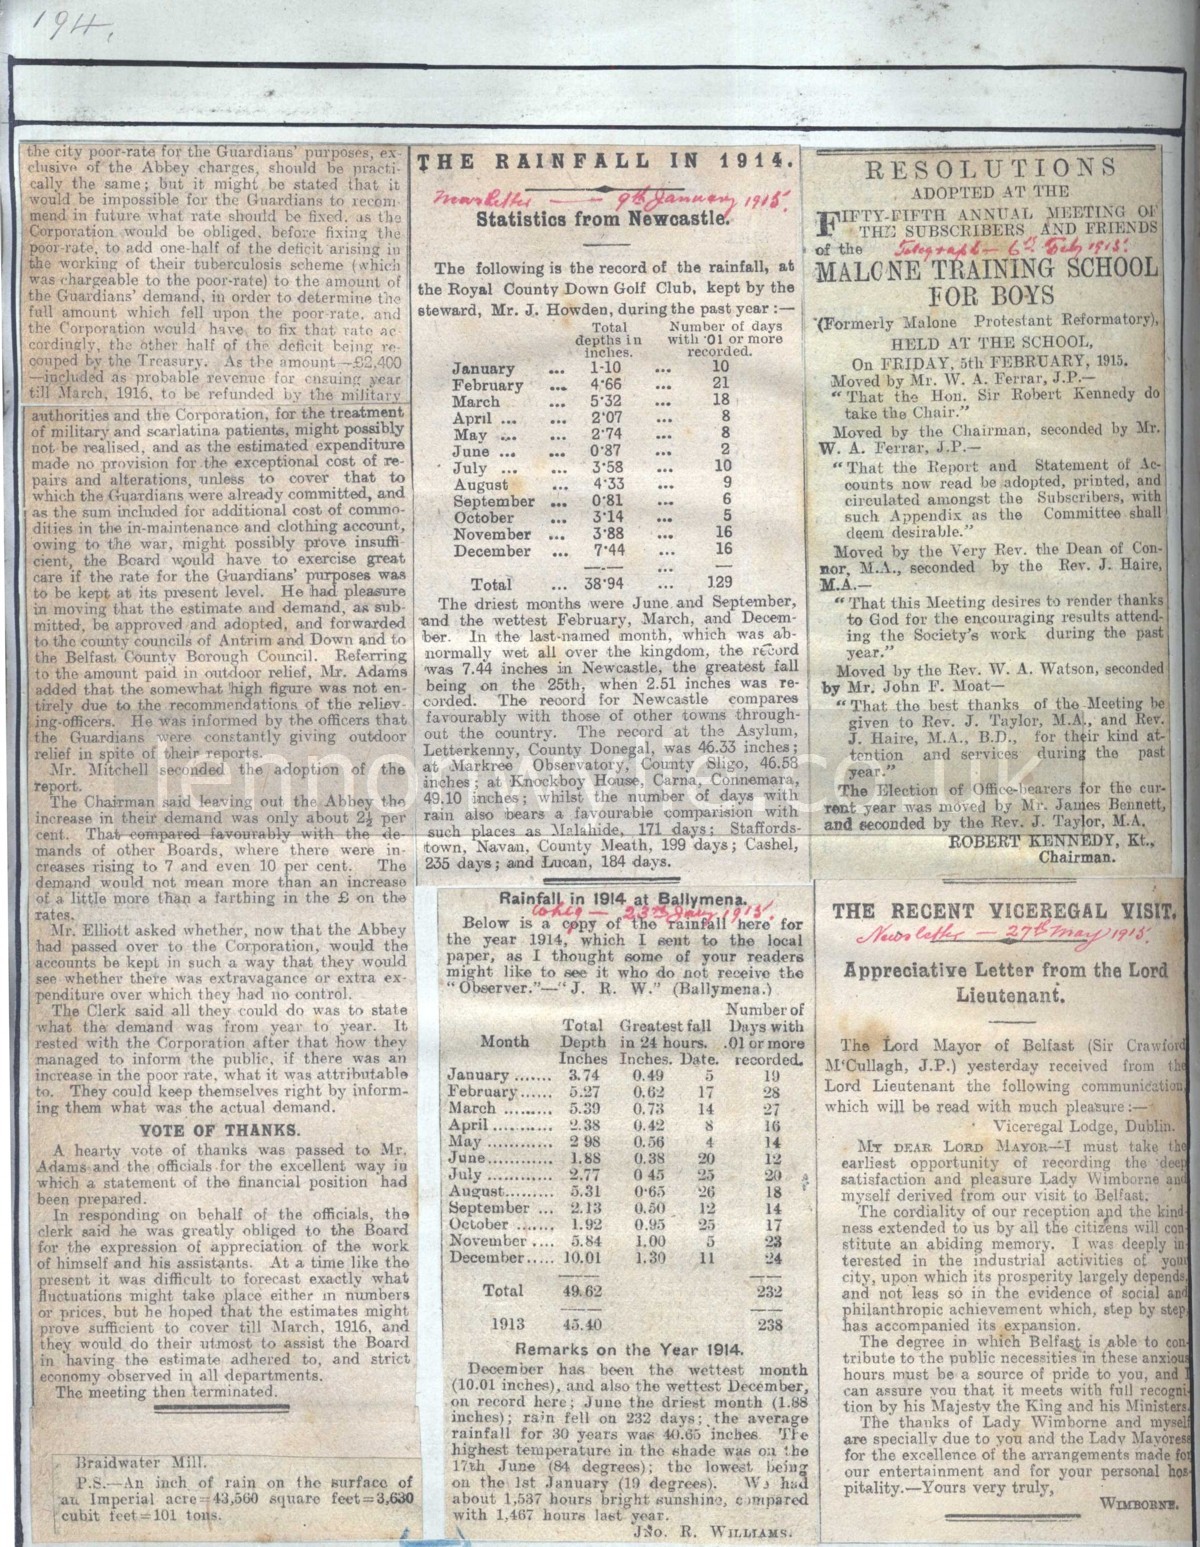 194.
the city poor-rate for the Guardians' purposes, ex-
clusive of the Abbey charges, should be practi-
cally the same; but it might be stated that it
would be impossible for the Guardians to recom-
mend in future what rate should be fixed, as the
Corporation would be obliged, before fixing the
poor-rate, to add one-half of the deficit arising in
the working of their tuberculosis scheme (which
was chargeable to the poor-rate) to the amount of
the Guardians' demand, in order to determine the
full amount which fell upon the poor-rate, and
the Corporation would have to fix that rate ac-
cordingly, the other half of the deficit being re-
couped by the Treasury. As the amount—£2,400
—included as probable revenue for ensuing year
till March, 1916, to be refunded by the military
authorities and the Corporation, for the treatment
of military and scarlatina patients, might possibly
not be realised, and as the estimated expenditure
made no provision for the exceptional cost of re-
pairs and alterations, unless to cover that to
which the Guardians were already committed, and
as the sum included for additional cost of commo-
dities in the in-maintenance and clothing account,
owing to the war, might possibly prove insuffi-
cient, the Board would have to exercise great
care if the rate for the Guardians' purposes was
to be kept at its present level. He had pleasure
in moving that the estimate and demand, as sub-
mitted, be approved and adopted, and forwarded
to the county councils of Antrim and Down and to
the Belfast County Borough Council. Referring
to the amount paid in outdoor relief, Mr. Adams
added that the somewhat high figure was not en-
tirely due to the recommendations of the reliev-
ing-officers. He was informed by the officers that
the Guardians were constantly giving outdoor
relief in spite of their reports.
Mr. Mitchell seconded the adoption of the
report.
The Chairman said leaving out the Abbey the
increase in their demand was only about 2½ per
cent. That compared favourably with the de-
mands of other Boards, where there were in-
creases rising to 7 and even 10 per cent. The
demand would not mean more than an increase
of a little more than a farthing in the £ on the
rates.
Mr. Elliott asked whether, now that the Abbey
had passed over to the Corporation, would the
accounts be kept in such a way that they would
see whether there was extravagance or extra ex-
penditure over which they had no control.
The Clerk said all they could do was to state
what the demand was from year to year. It
rested with the Corporation after that how they
managed to inform the public, if there was an
increase in the poor rate, what it was attributable
to. They could keep themselves right by inform-
ing them what was the actual demand.
VOTE OF THANKS.
A hearty vote of thanks was passed to Mr.
Adams and the officials for the excellent way in
which a statement of the financial position had
been prepared.
In responding on behalf of the officials, the
clerk said he was greatly obliged to the Board
for the expression of appreciation of the work
of himself and his assistants. At a time like the
present it was difficult to forecast exactly what
fluctuations might take place either in numbers
or prices, but he hoped that the estimates might
prove sufficient to cover till March, 1916, and
they would do their utmost to assist the Board
in having the estimate adhered to, and strict
economy observed in all departments.
The meeting then terminated.
Braidwater Mill.
P.S.—An inch of rain on the surface of
an Imperial acre=43,560 square feet=3,630
cubit feet=101 tons.
THE RAINFALL IN 1914.
Newsletter — 9th January 1915.
Statistics from Newcastle.
The following is the record of the rainfall, at
the Royal County Down Golf Club, kept by the
steward, Mr. J. Howden, during the past year:—
Total Number of days
depths in with ·01 or more
inches. recorded.
January ... 1·10 ... 10
February ... 4·66 ... 21
March ... 5·32 ... 18
April ... ... 2·07 ... 8
May ... ... 2·74 ... 8
June ... ... 0·87 ... 2
July ... ... 3·58 ... 10
August ... 4·33 ... 9
September ... 0·81 ... 6
October ... 3·14 ... 5
November ... 3·88 ... 16
December ... 7·44 ... 16
Total ... 38·94 ... 129
The driest months were June and September,
and the wettest February, March, and Decem-
ber. In the last-named month, which was ab-
normally wet all over the kingdom, the record
was 7.44 inches in Newcastle, the greatest fall
being on the 25th, when 2.51 inches was re-
corded. The record for Newcastle compares
favourably with those of other towns through-
out the country. The record at the Asylum,
Letterkenny, County Donegal, was 46.33 inches;
at Markree Observatory, County Sligo, 46.58
inches; at Knockboy House, Carna, Connemara,
49.10 inches; whilst the number of days with
rain also bears a favourable comparision with
such places as Malahide, 171 days; Staffords-
town, Navan, County Meath, 199 days; Cashel,
235 days; and Lucan, 184 days.
Rainfall in 1914 at Ballymena.
Whig — 23rd Jany 1915.
Below is a copy of the rainfall here for
the year 1914, which I sent to the local
paper, as I thought some of your readers
might like to see it who do not receive the
"Observer."—"J. R. W." (Ballymena.)
Number of
Total Greatest fall Days with
Month Depth in 24 hours. .01 or more
Inches Inches. Date. recorded.
January ....... 3.74 0.49 5 19
February...... 5.27 0.62 17 28
March ......... 5.39 0.73 14 27
April........... 2.38 0.42 8 16
May ............ 2 98 0.56 4 14
June............ 1.88 0.38 20 12
July ............ 2.77 0 45 25 20
August......... 5.31 0·65 26 18
September ... 2.13 0.50 12 14
October ....... 1.92 0.95 25 17
November .... 5.84 1.00 5 23
December..... 10.01 1.30 11 24
Total 49.62 232
1913 45.40 238
Remarks on the Year 1914.
December has been the wettest month
(10.01 inches), and also the wettest December,
on record here; June the driest month (1.88
inches); rain fell on 232 days; the average
rainfall for 30 years was 40.65 inches. The
highest temperature in the shade was on the
17th June (84 degrees); the lowest being
on the 1st January (19 degrees). We had
about 1,537 hours bright sunshine, compared
with 1,467 hours last year.
JNO. R. WILLIAMS.
RESOLUTIONS
ADOPTED AT THE
FIFTY-FIFTH ANNUAL MEETING OF
THE SUBSCRIBERS AND FRIENDS
of the Telegraph — 6th Feby 1915.
MALONE TRAINING SCHOOL
FOR BOYS
(Formerly Malone Protestant Reformatory),
HELD AT THE SCHOOL,
On FRIDAY, 5th FEBRUARY, 1915.
Moved by Mr. W. A. Ferrar, J.P.—
"That the Hon. Sir Robert Kennedy do
take the Chair."
Moved by the Chairman, seconded by Mr.
W. A. Ferrar, J.P.—
"That the Report and Statement of Ac-
counts now read be adopted, printed, and
circulated amongst the Subscribers, with
such Appendix as the Committee shall
deem desirable."
Moved by the Very Rev. the Dean of Con-
nor, M.A., seconded by the Rev. J. Haire,
M.A.—
"That this Meeting desires to render thanks
to God for the encouraging results attend-
ing the Society's work during the past
year."
Moved by the Rev. W. A. Watson, seconded
by Mr. John F. Moat—
"That the best thanks of the Meeting be
given to Rev. J. Taylor, M.A., and Rev.
J. Haire, M.A., B.D., for their kind at-
tention and services during the past
year."
The Election of Office-bearers for the cur-
rent year was moved by Mr. James Bennett,
and seconded by the Rev. J. Taylor, M.A.
ROBERT KENNEDY, Kt.,
Chairman.
THE RECENT VICEREGAL VISIT.
Newsletter — 27th May 1915.
Appreciative Letter from the Lord
Lieutenant.
The Lord Mayor of Belfast (Sir Crawford
M'Cullagh, J.P.) yesterday received from the
Lord Lieutenant the following communication,
which will be read with much pleasure:—
Viceregal Lodge, Dublin.
MY DEAR LORD MAYOR—I must take the
earliest opportunity of recording the deep
satisfaction and pleasure Lady Wimborne and
myself derived from our visit to Belfast.
The cordiality of our reception and the kind-
ness extended to us by all the citizens will con-
stitute an abiding memory. I was deeply in-
terested in the industrial activities of your
city, upon which its prosperity largely depends,
and not less so in the evidence of social and
philanthropic achievement which, step by step,
has accompanied its expansion.
The degree in which Belfast is able to con-
tribute to the public necessities in these anxious
hours must be a source of pride to you, and I
can assure you that it meets with full recogni-
tion by his Majesty the King and his Ministers.
The thanks of Lady Wimborne and myself
are specially due to you and the Lady Mayoress
for the excellence of the arrangements made for
our entertainment and for your personal hos-
pitality.—Yours very truly,
WIMBORNE.
lennonwylie.co.uk